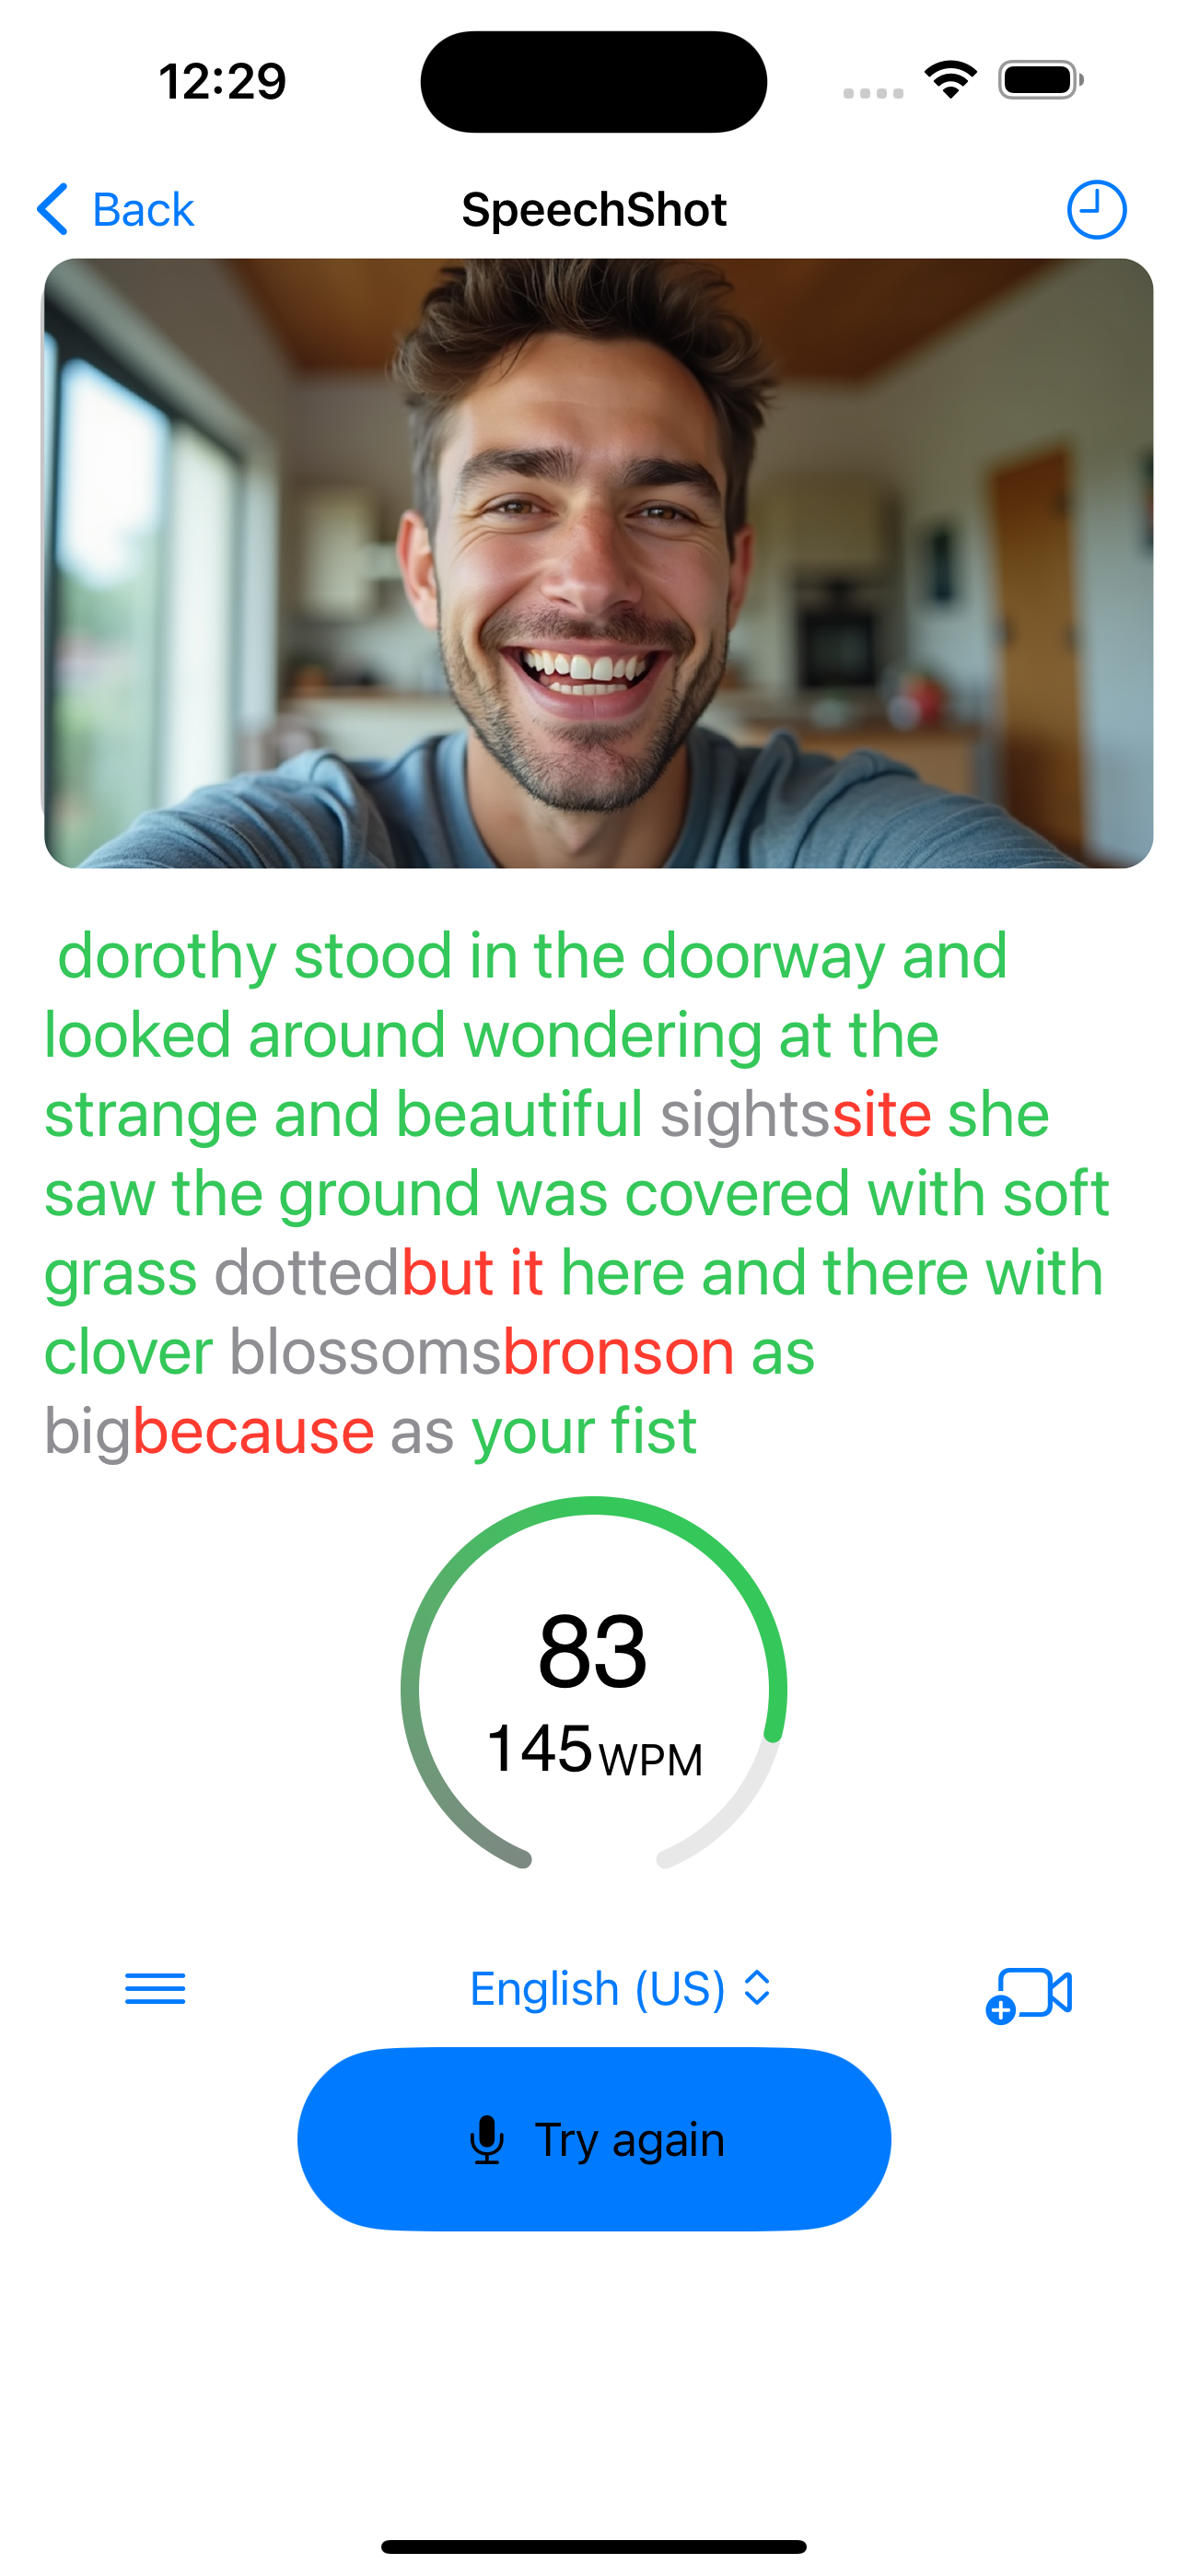 12:29
Back
SpeechShot
dorothy stood in the doorway and
looked around wondering at the
strange and beautiful sightssite she
saw the ground was covered with soft
grass dottedbut it here and there with
clover blossomsbronson as
bigbecause as your fist
83
145WPM
English (US)
Try again